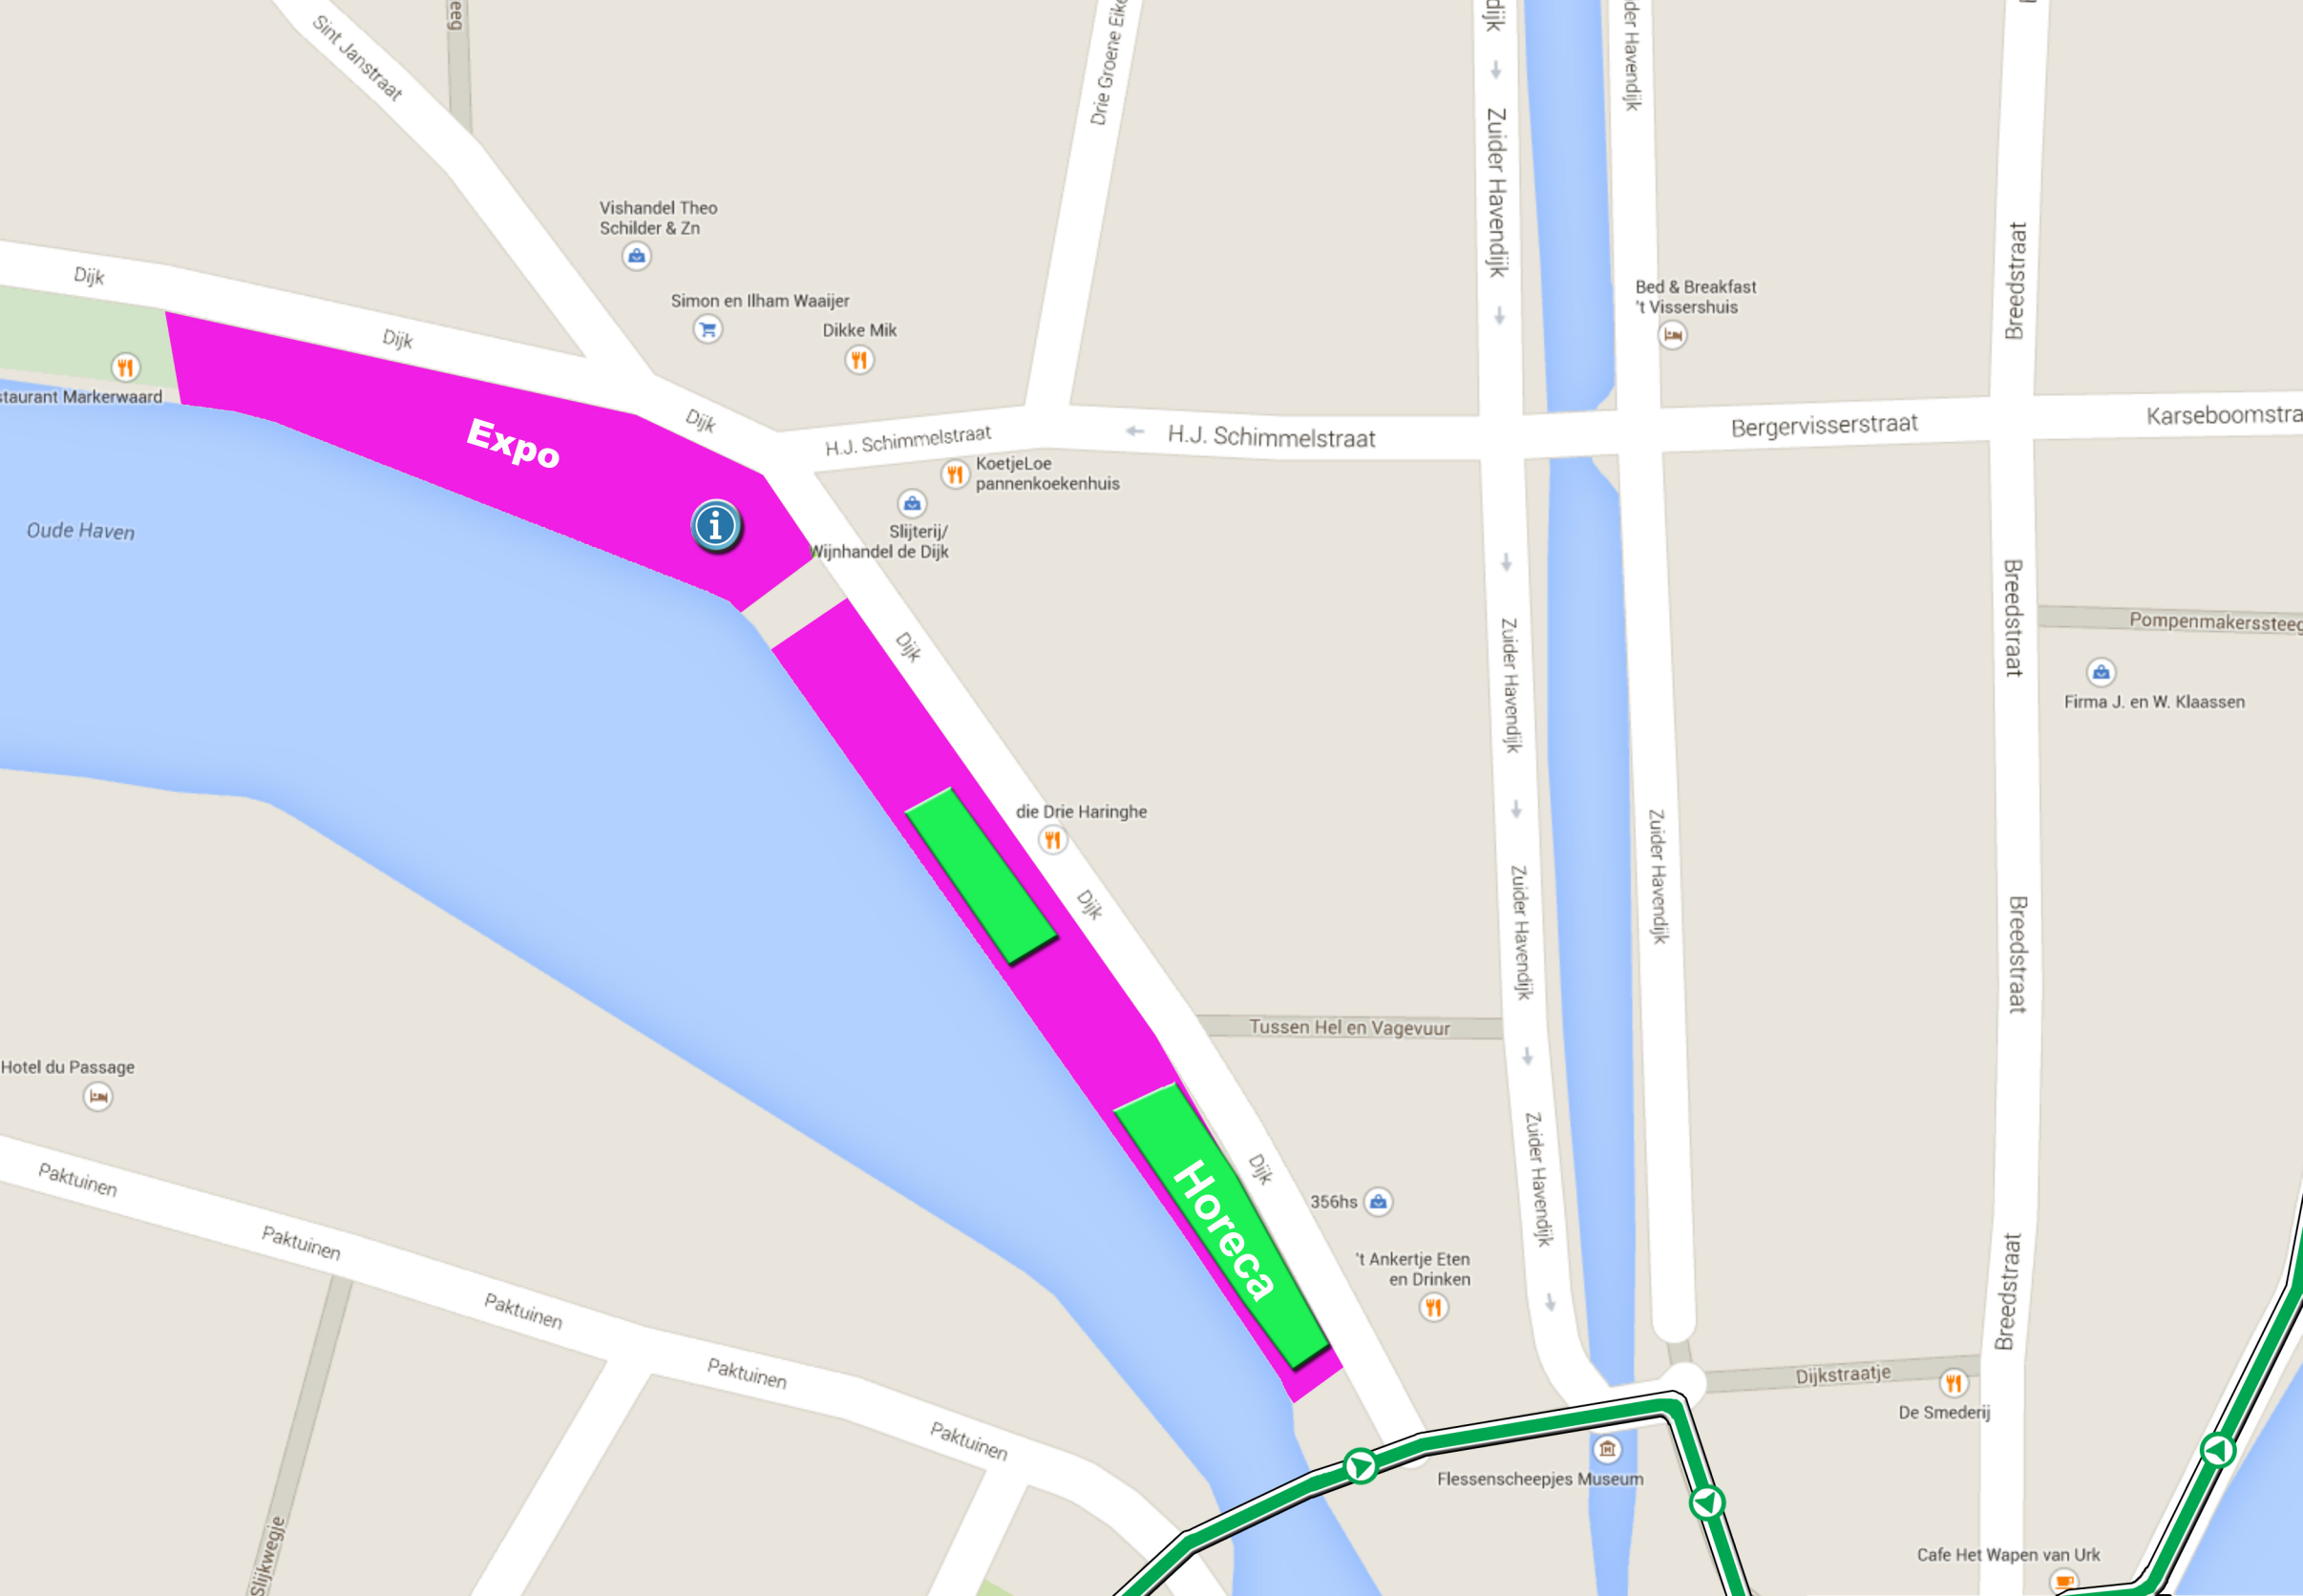 Sint Janstraat
eeg
Drie Groene Eike
dijk
Zuider Havendijk
der Havendijk
Breedstraat
Vishandel Theo
Schilder & Zn
Dijk
Simon en Ilham Waaijer
Dikke Mik
Bed & Breakfast
't Vissershuis
Dijk
staurant Markerwaard
Expo
Dijk
H.J. Schimmelstraat
H.J. Schimmelstraat
Bergervisserstraat
Karseboomstra
KoetjeLoe
pannenkoekenhuis
Slijterij/
Wijnhandel de Dijk
Oude Haven
i
Dijk
Zuider Havendijk
Breedstraat
Pompenmakerssteeg
Firma J. en W. Klaassen
die Drie Haringhe
Dijk
Zuider Havendijk
Zuider Havendijk
Breedstraat
Tussen Hel en Vagevuur
Hotel du Passage
Paktuinen
Dijk
Horeca
356hs
Zuider Havendijk
't Ankertje Eten
en Drinken
Breedstraat
Paktuinen
Paktuinen
Paktuinen
Paktuinen
Dijkstraatje
De Smederij
Flessenscheepjes Museum
Slijkwegje
Cafe Het Wapen van Urk